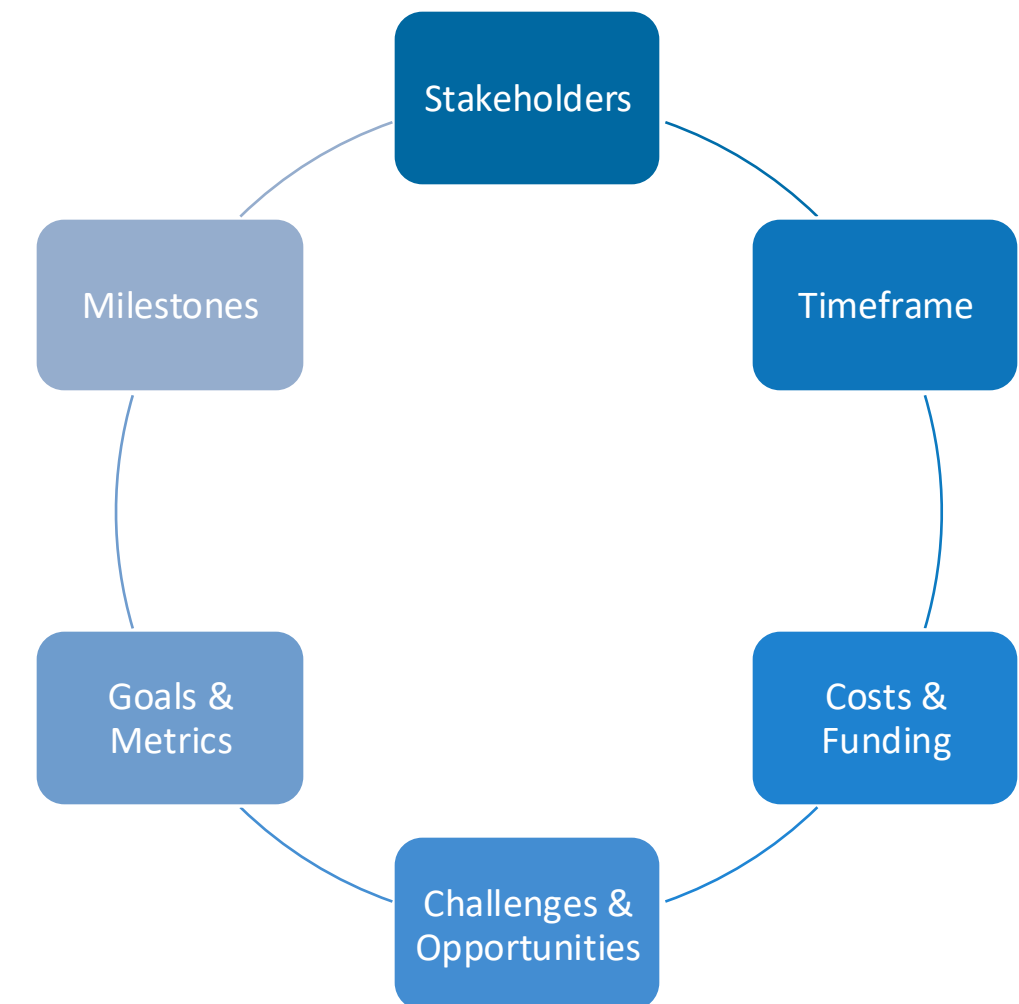 Stakeholders
Timeframe
Costs &
Funding
Challenges &
Opportunities
Goals &
Metrics
Milestones